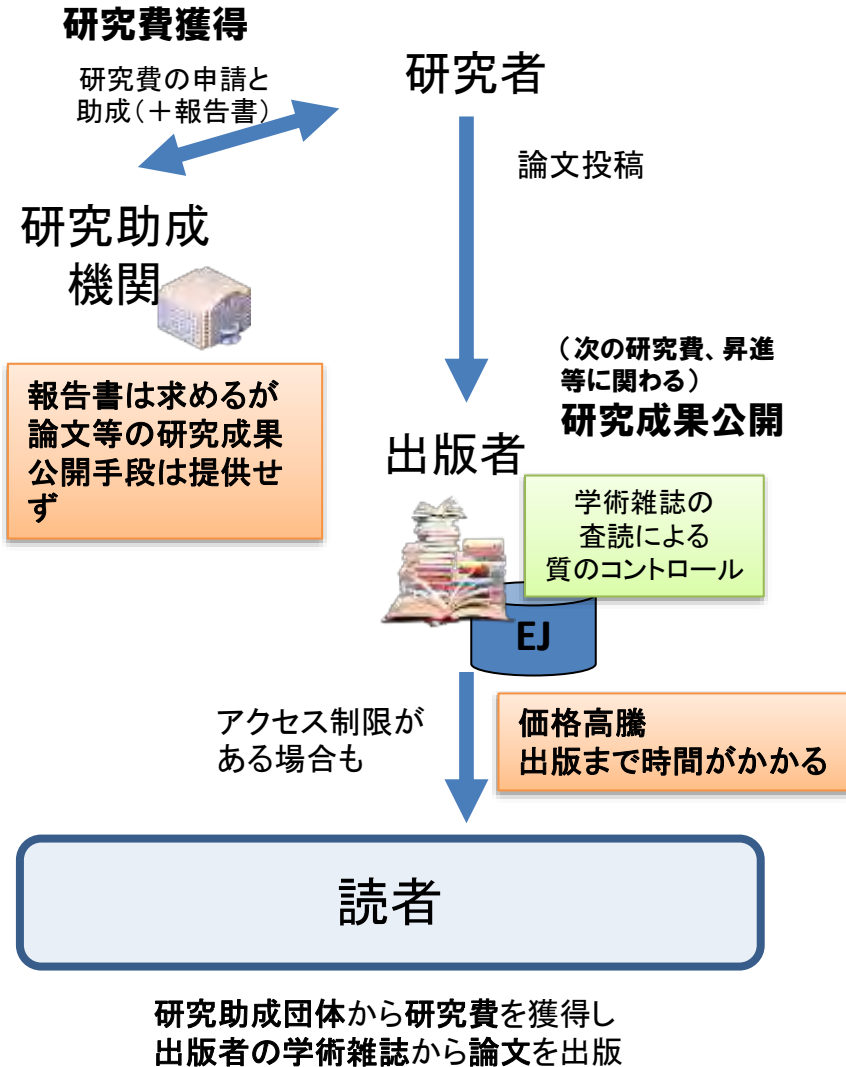 研究費獲得
研究費の申請と
助成(+報告書)
研究者
論文投稿
研究助成
機関
報告書は求めるが
論文等の研究成果
公開手段は提供せ
ず
(次の研究費、昇進
等に関わる)
研究成果公開
出版者
学術雑誌の
査読による
質のコントロール
EJ
アクセス制限が
ある場合も
価格高騰
出版まで時間がかかる
読者
研究助成団体から研究費を獲得し
出版者の学術雑誌から論文を出版